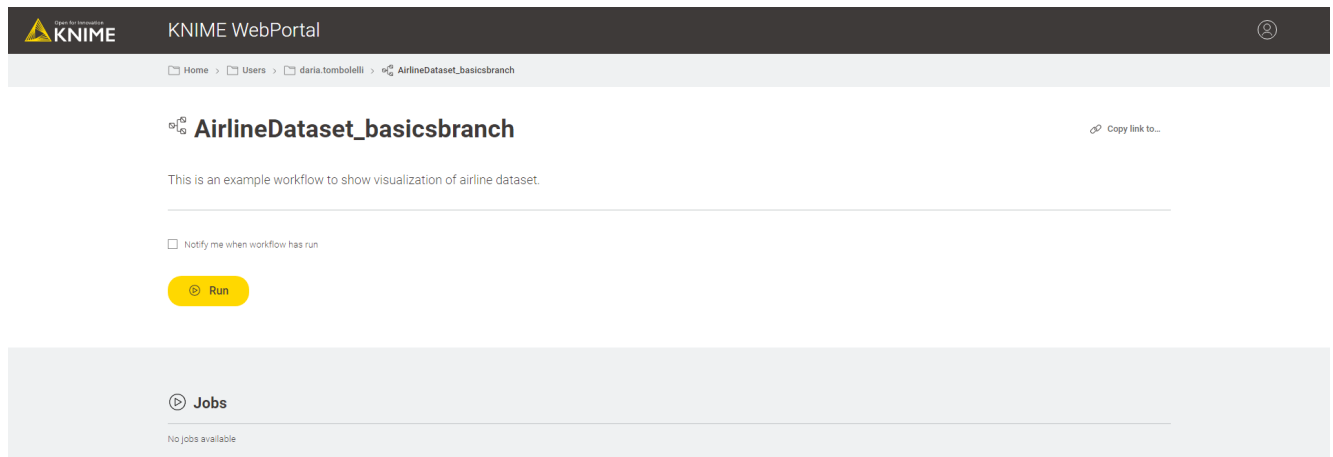 Open for Innovation
KNIME
KNIME WebPortal
Home > Users > daria.tombolelli > AirlineDataset_basicsbranch
AirlineDataset_basicsbranch
Copy link to...
This is an example workflow to show visualization of airline dataset.
Notify me when workflow has run
Run
Jobs
No jobs available